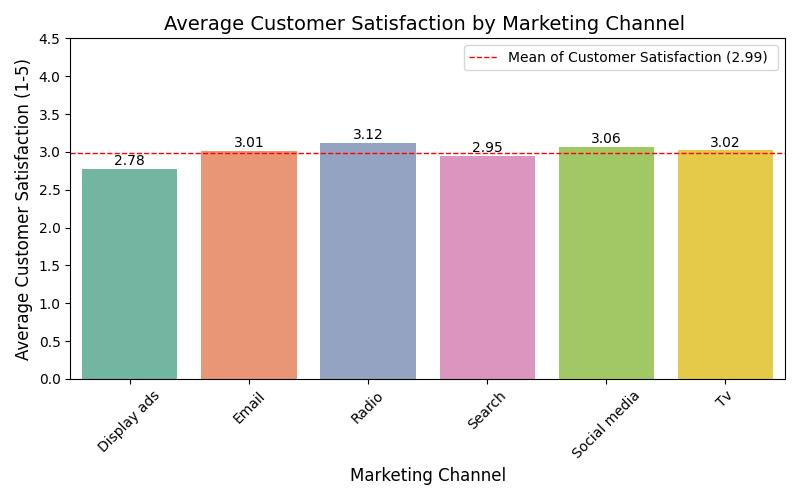 Average Customer Satisfaction by Marketing Channel
Mean of Customer Satisfaction (2.99)
Average Customer Satisfaction (1-5)
4.5
4.0
3.5
3.0
2.5
2.0
1.5
1.0
0.5
0.0
2.78
3.01
3.12
2.95
3.06
3.02
Display ads
Email
Radio
Search
Social media
Tv
Marketing Channel